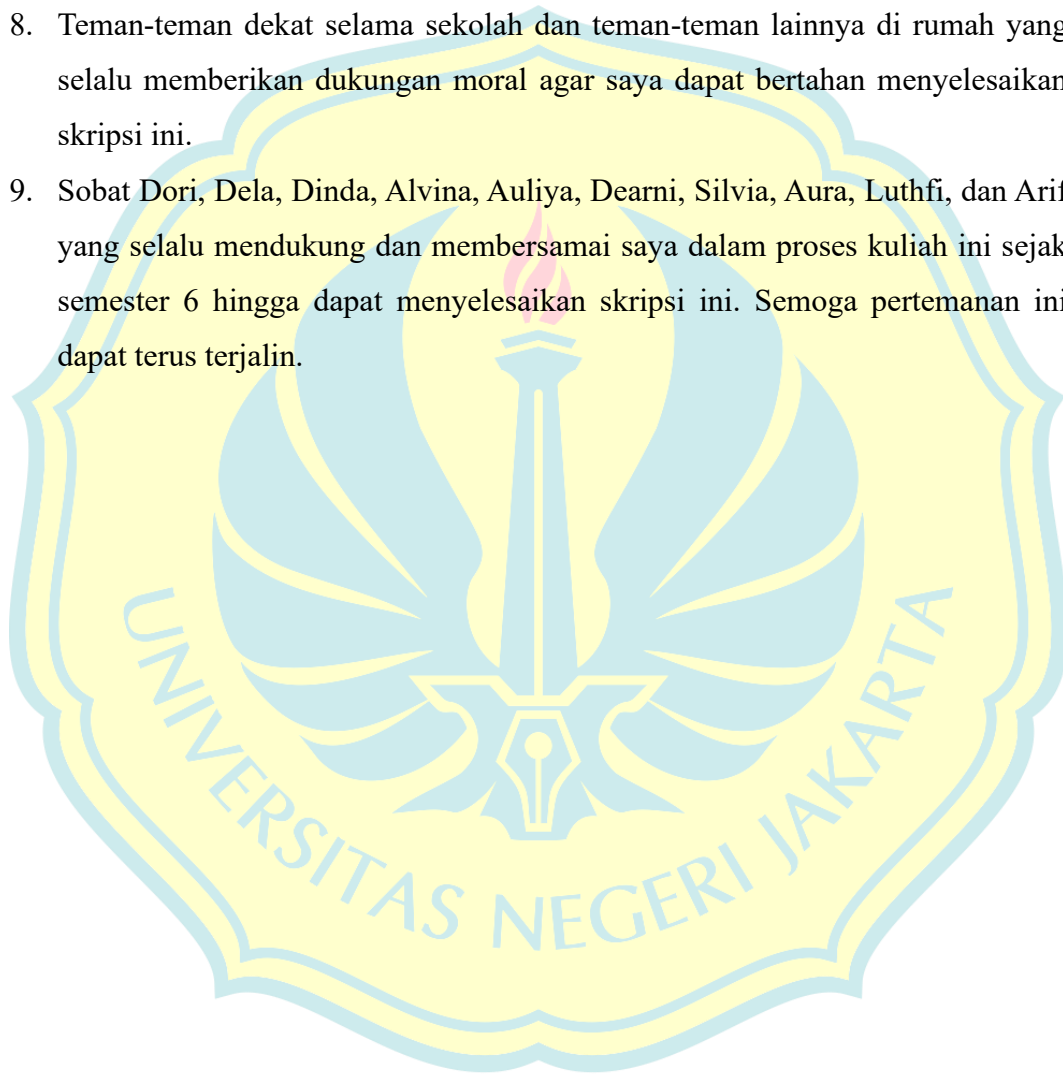 8. Teman-teman dekat selama sekolah dan teman-teman lainnya di rumah yang
selalu memberikan dukungan moral agar saya dapat bertahan menyelesaikan
skripsi ini.
9. Sobat Dori, Dela, Dinda, Alvina, Auliya, Dearni, Silvia, Aura, Luthfi, dan Arif
yang selalu mendukung dan membersamai saya dalam proses kuliah ini sejak
semester 6 hingga dapat menyelesaikan skripsi ini. Semoga pertemanan ini
dapat terus terjalin.
UNIVERSITAS NEGERI JAKARTA